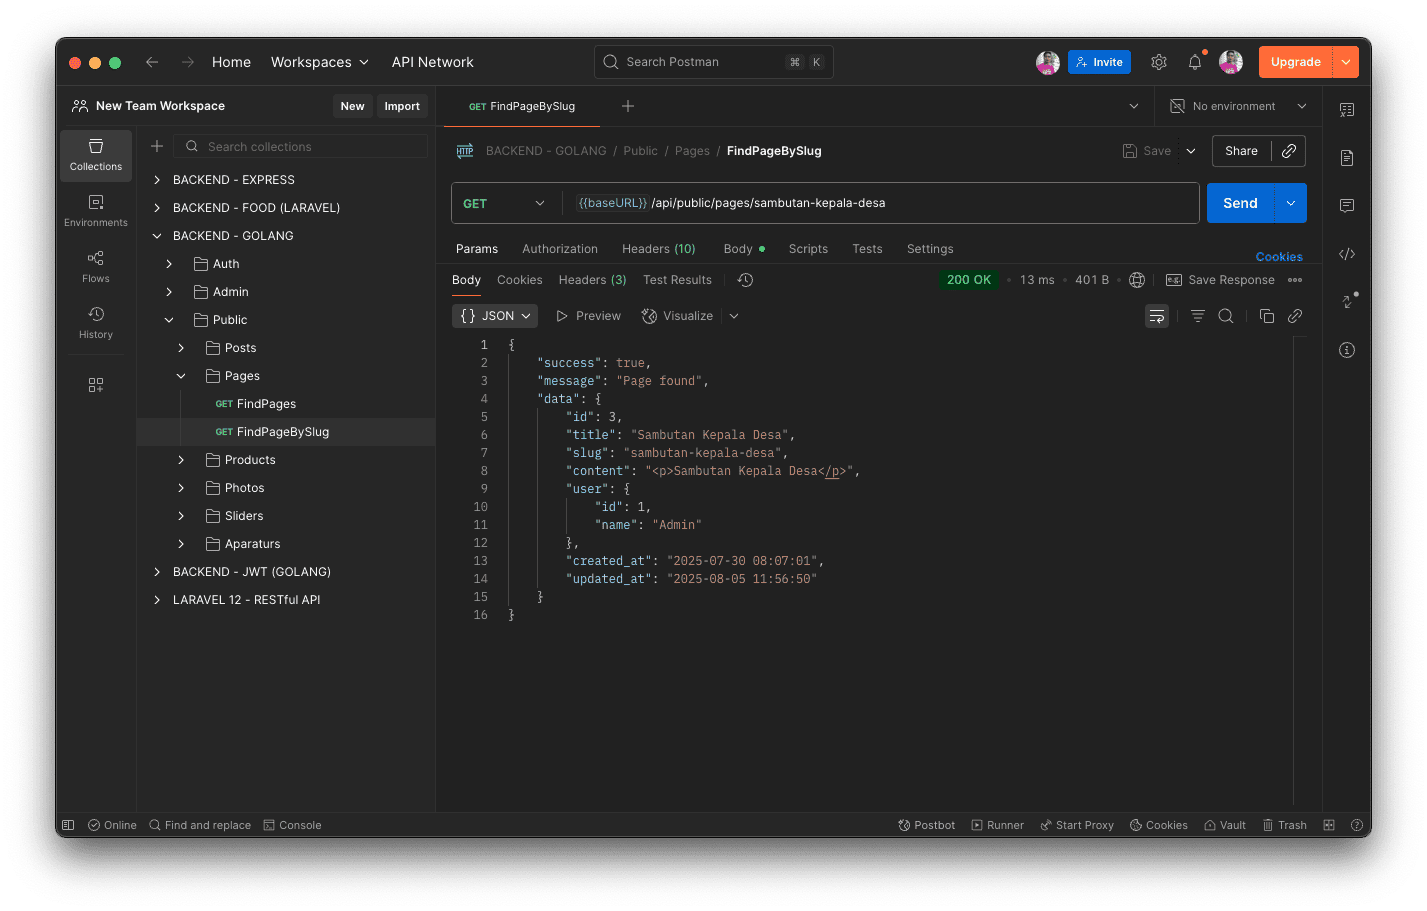 Home
Workspaces
API Network
Search Postman
⌘ K
Invite
Upgrade
New Team Workspace
New
Import
GET FindPageBySlug
No environment
Collections
Environments
Flows
History
Search collections
BACKEND - EXPRESS
BACKEND - FOOD (LARAVEL)
BACKEND - GOLANG
Auth
Admin
Public
Posts
Pages
GET FindPages
GET FindPageBySlug
Products
Photos
Sliders
Aparaturs
BACKEND - JWT (GOLANG)
LARAVEL 12 - RESTful API
HTTP BACKEND - GOLANG / Public / Pages / FindPageBySlug
Save
Share
GET
{{baseURL}} /api/public/pages/sambutan-kepala-desa
Send
Params Authorization Headers (10) Body Scripts Tests Settings
Cookies
Body Cookies Headers (3) Test Results
200 OK • 13 ms • 401 B
e.g. Save Response
{} JSON
Preview
Visualize
1 {
2 "success": true,
3 "message": "Page found",
4 "data": {
5 "id": 3,
6 "title": "Sambutan Kepala Desa",
7 "slug": "sambutan-kepala-desa",
8 "content": "<p>Sambutan Kepala Desa</p>",
9 "user": {
10 "id": 1,
11 "name": "Admin"
12 },
13 "created_at": "2025-07-30 08:07:01",
14 "updated_at": "2025-08-05 11:56:50"
15 }
16 }
Online
Find and replace
Console
Postbot
Runner
Start Proxy
Cookies
Vault
Trash